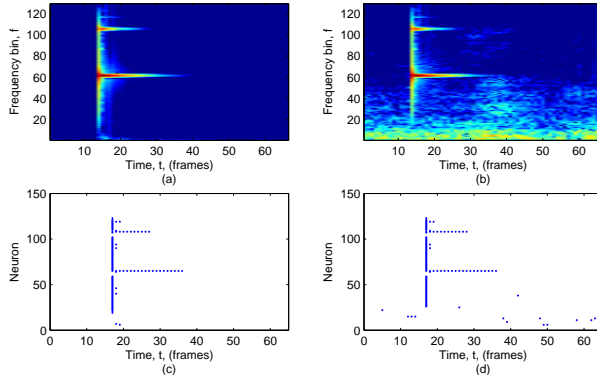 Frequency bin, f
120
100
80
60
40
20
10 20 30 40 50 60
Time, t, (frames)
(a)
Frequency bin, f
120
100
80
60
40
20
10 20 30 40 50 60
Time, t, (frames)
(b)
Neuron
150
100
50
0
0 10 20 30 40 50 60
Time, t, (frames)
(c)
Neuron
150
100
50
0
0 10 20 30 40 50 60
Time, t, (frames)
(d)